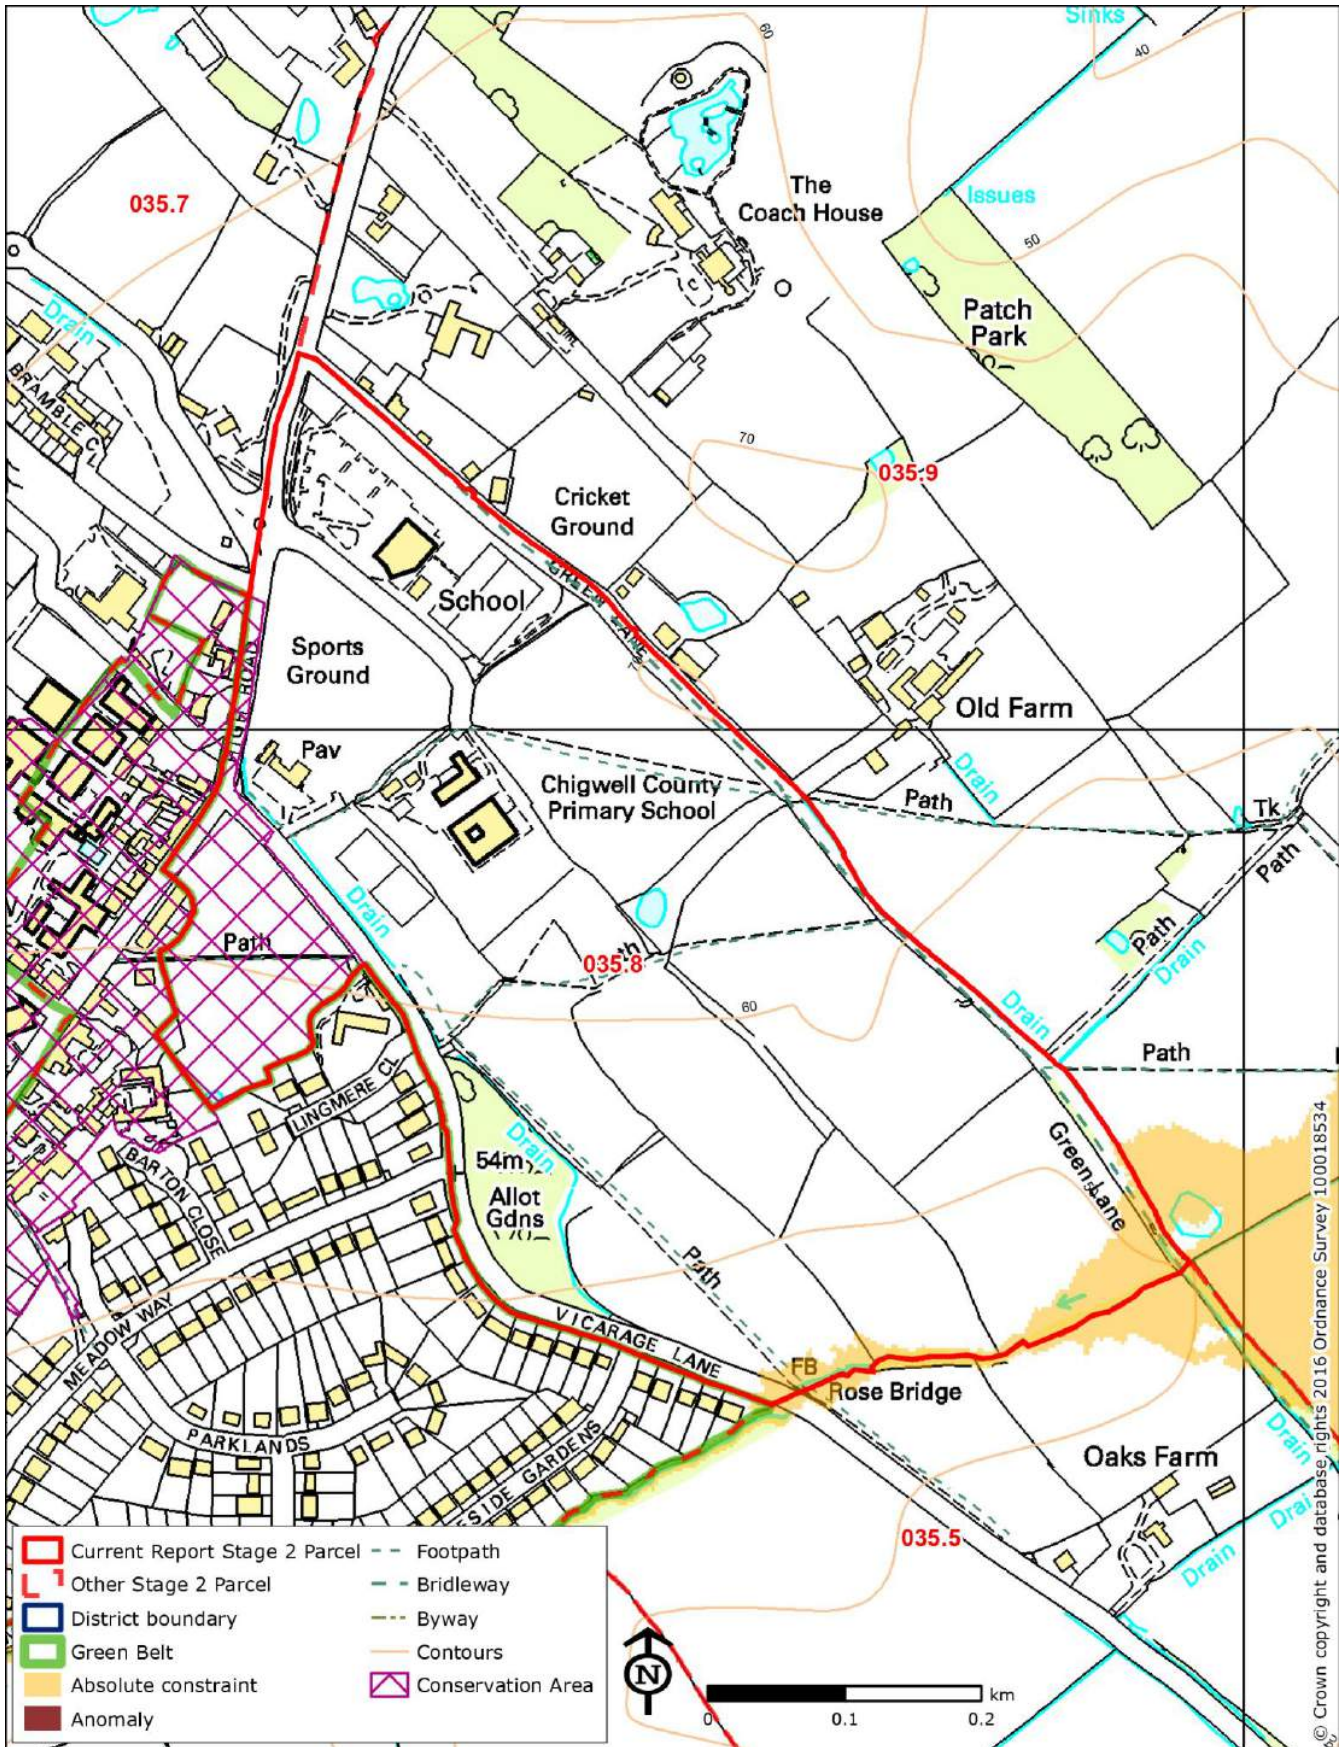 Sinks
60
40
The
Coach House
Issues
035.7
50
Drain
Patch
Park
BRAMBLE CL
70
035.9
Cricket
Ground
GREEN LANE
School
Sports
Ground
HIGH ROAD
70
Old Farm
Pav
Drain
Chigwell County
Primary School
Path
Tk
Path
Drain
Path
Path
Drain
035.8
60
Drain
Path
LINGMERE CL
Drain
54m
Allot
Gdns
Green Lane
50
BARTON CLOSE
Path
MEADOW WAY
VICARAGE LANE
FB
Rose Bridge
PARKLANDS
ESIDE GARDENS
Oaks Farm
Drain
Drai
Drain
035.5
Current Report Stage 2 Parcel
Other Stage 2 Parcel
District boundary
Green Belt
Absolute constraint
Anomaly
Footpath
Bridleway
Byway
Contours
Conservation Area
N
km
0 0.1 0.2
© Crown copyright and database rights 2016 Ordnance Survey 100018534